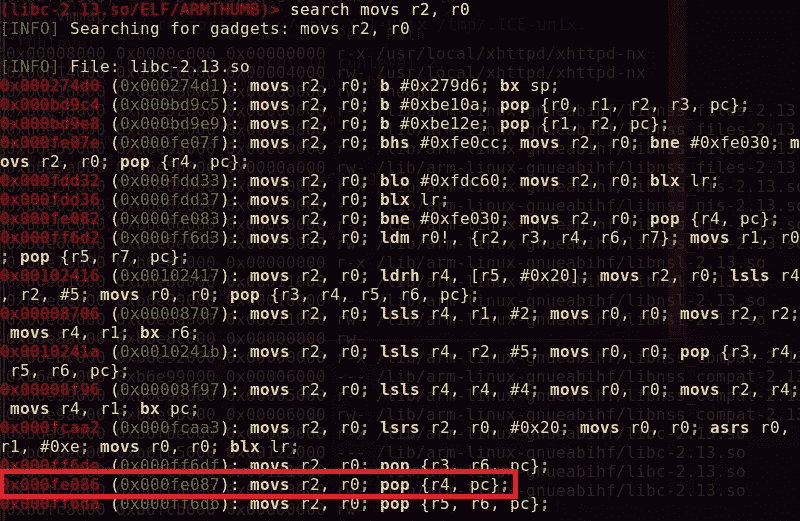 (libc-2.13.so/ELF/ARMTHUMB)> search movs r2, r0
[INFO] Searching for gadgets: movs r2, r0
[INFO] File: libc-2.13.so
0x000274d0 (0x000274d1): movs r2, r0; b #0x279d6; bx sp;
0x000bd9c4 (0x000bd9c5): movs r2, r0; b #0xbe10a; pop {r0, r1, r2, r3, pc};
0x000bd9e8 (0x000bd9e9): movs r2, r0; b #0xbe12e; pop {r1, r2, pc};
0x000fe07e (0x000fe07f): movs r2, r0; bhs #0xfe0cc; movs r2, r0; bne #0xfe030; m
ovs r2, r0; pop {r4, pc};
0x000fdd32 (0x000fdd33): movs r2, r0; blo #0xfdc60; movs r2, r0; blx lr;
0x000fdd36 (0x000fdd37): movs r2, r0; blx lr;
0x000fe082 (0x000fe083): movs r2, r0; bne #0xfe030; movs r2, r0; pop {r4, pc};
0x000ff6d2 (0x000ff6d3): movs r2, r0; ldm r0!, {r2, r3, r4, r6, r7}; movs r1, r0
; pop {r5, r7, pc};
0x00102416 (0x00102417): movs r2, r0; ldrh r4, [r5, #0x20]; movs r2, r0; lsls r4
, r2, #5; movs r0, r0; pop {r3, r4, r5, r6, pc};
0x00008706 (0x00008707): movs r2, r0; lsls r4, r1, #2; movs r0, r0; movs r2, r2;
movs r4, r1; bx r6;
0x0010241a (0x0010241b): movs r2, r0; lsls r4, r2, #5; movs r0, r0; pop {r3, r4,
r5, r6, pc};
0x00008f96 (0x00008f97): movs r2, r0; lsls r4, r4, #4; movs r0, r0; movs r2, r4;
movs r4, r1; bx pc;
0x000fcaa2 (0x000fcaa3): movs r2, r0; lsrs r2, r0, #0x20; movs r0, r0; asrs r0,
r1, #0xe; movs r0, r0; blx lr;
0x000ff6de (0x000ff6df): movs r2, r0; pop {r3, r6, pc};
0x000fe086 (0x000fe087): movs r2, r0; pop {r4, pc};
0x000ff6da (0x000ff6db): movs r2, r0; pop {r5, r6, pc};